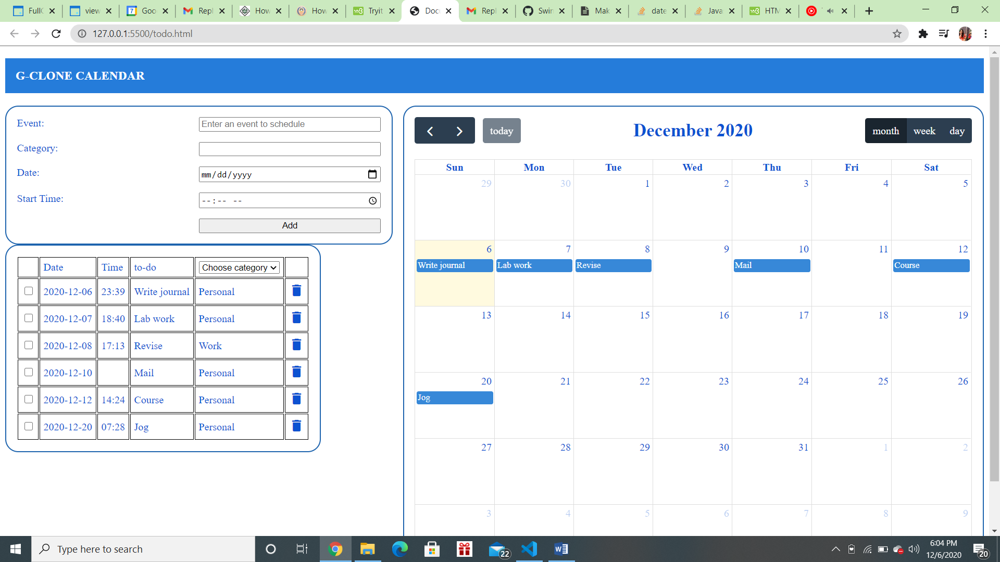 FullC view Goo Repl How How Tryit Docu Repl Swin Mak date Java HTM
127.0.0.1:5500/todo.html
G-CLONE CALENDAR
Event: Enter an event to schedule
Category:
Date: mm/dd/yyyy
Start Time: --:-- --
Add
Date Time to-do Choose category
2020-12-06 23:39 Write journal Personal
2020-12-07 18:40 Lab work Personal
2020-12-08 17:13 Revise Work
2020-12-10 Mail Personal
2020-12-12 14:24 Course Personal
2020-12-20 07:28 Jog Personal
today December 2020 month week day
Sun Mon Tue Wed Thu Fri Sat
29 30 1 2 3 4 5
6 7 8 9 10 11 12
Write journal Lab work Revise Mail Course
13 14 15 16 17 18 19
20 21 22 23 24 25 26
Jog
27 28 29 30 31 1 2
3 4 5 6 7 8 9
Type here to search
22
6:04 PM
12/6/2020
20